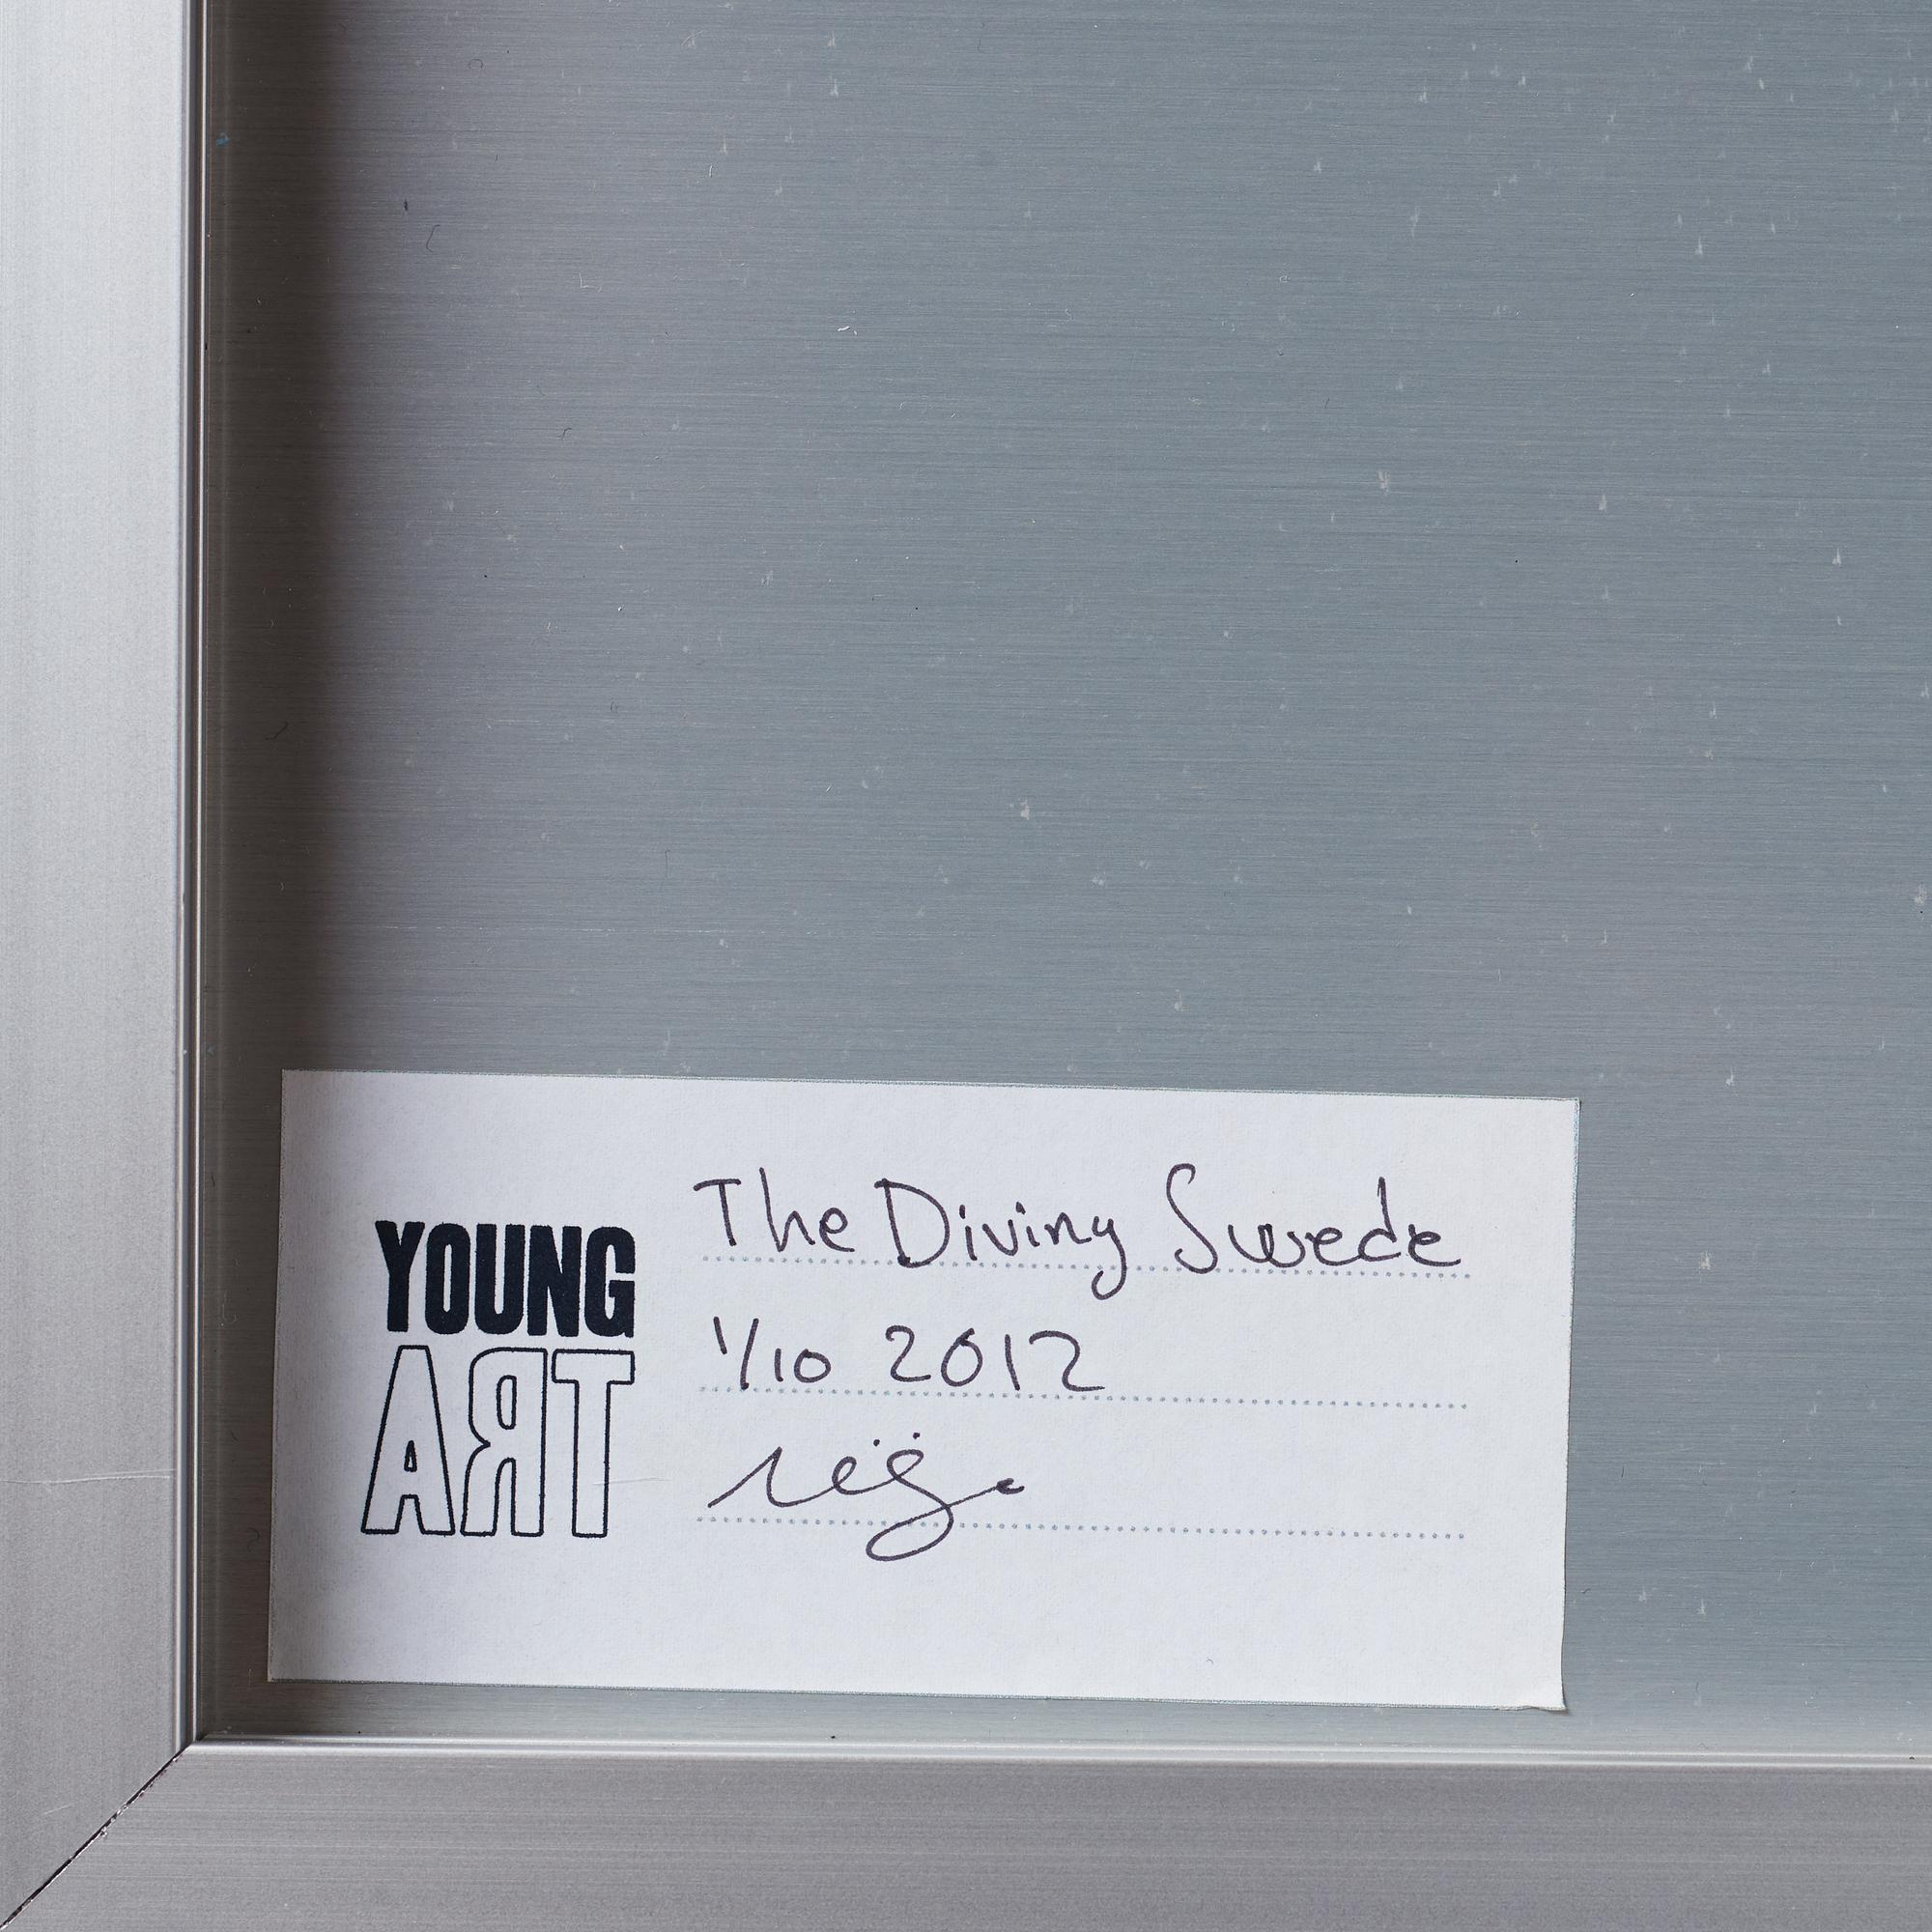 YOUNG
ART
The Diving Swede
1/10 2012